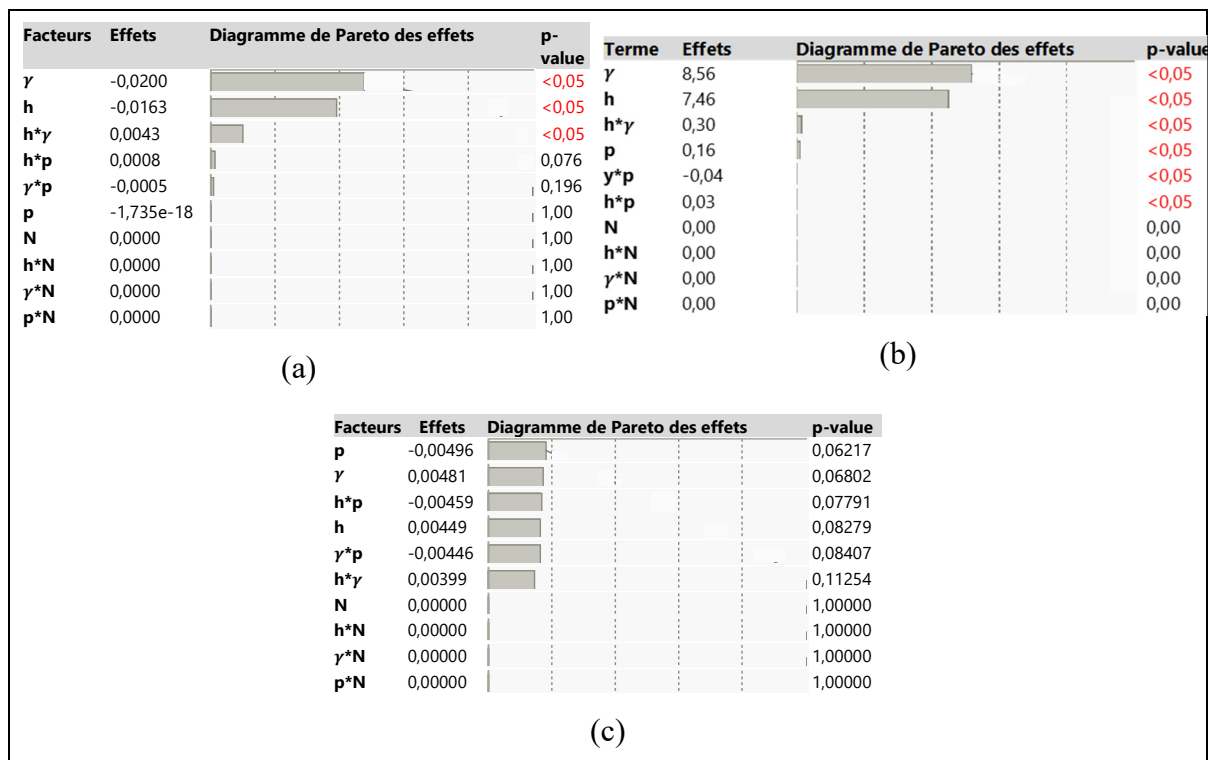 Facteurs Effets Diagramme de Pareto des effets p-value
γ -0,0200 <0,05
h -0,0163 <0,05
h*γ 0,0043 <0,05
h*p 0,0008 0,076
γ*p -0,0005 0,196
p -1,735e-18 1,00
N 0,0000 1,00
h*N 0,0000 1,00
γ*N 0,0000 1,00
p*N 0,0000 1,00
(a)
Terme Effets Diagramme de Pareto des effets p-value
γ 8,56 <0,05
h 7,46 <0,05
h*γ 0,30 <0,05
p 0,16 <0,05
y*p -0,04 <0,05
h*p 0,03 <0,05
N 0,00 0,00
h*N 0,00 0,00
γ*N 0,00 0,00
p*N 0,00 0,00
(b)
Facteurs Effets Diagramme de Pareto des effets p-value
p -0,00496 0,06217
γ 0,00481 0,06802
h*p -0,00459 0,07791
h 0,00449 0,08279
γ*p -0,00446 0,08407
h*γ 0,00399 0,11254
N 0,00000 1,00000
h*N 0,00000 1,00000
γ*N 0,00000 1,00000
p*N 0,00000 1,00000
(c)